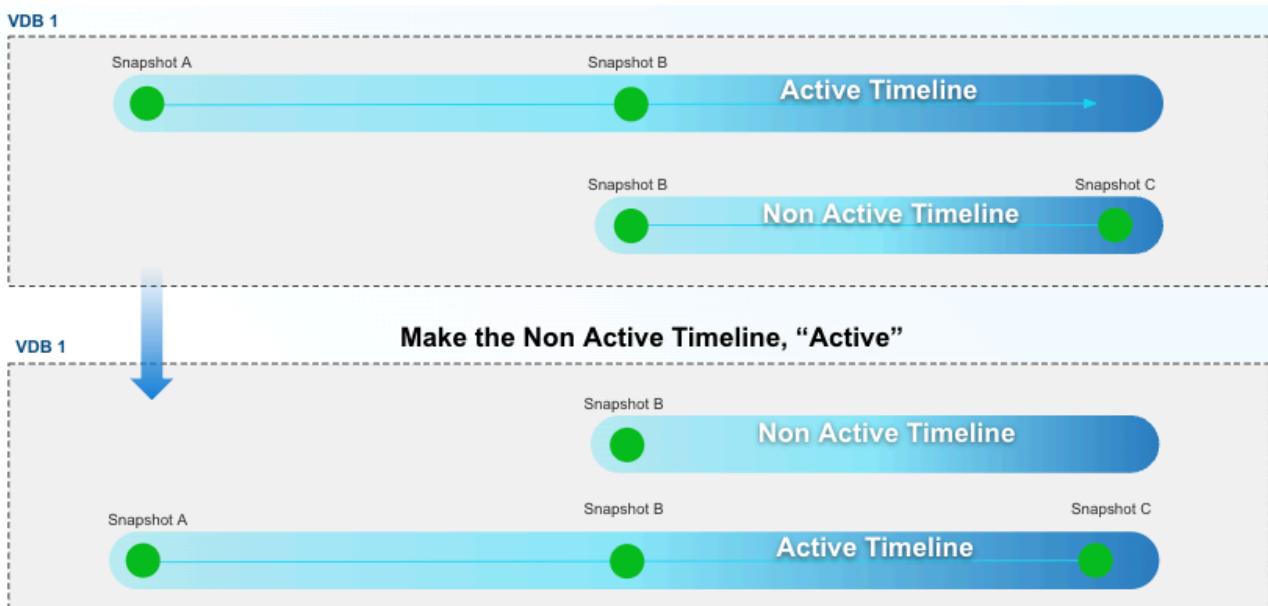 VDB 1
Snapshot A
Snapshot B
Active Timeline
Snapshot B
Snapshot C
Non Active Timeline
Make the Non Active Timeline, “Active”
VDB 1
Snapshot B
Non Active Timeline
Snapshot A
Snapshot B
Snapshot C
Active Timeline